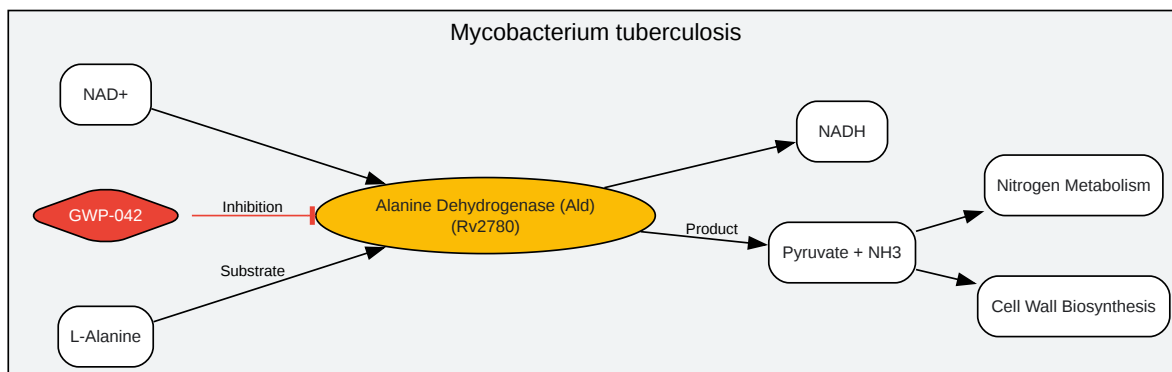 Mycobacterium tuberculosis
NAD+
NADH
GWP-042
Inhibition
Alanine Dehydrogenase (Ald)
(Rv2780)
Substrate
L-Alanine
Product
Pyruvate + NH3
Nitrogen Metabolism
Cell Wall Biosynthesis